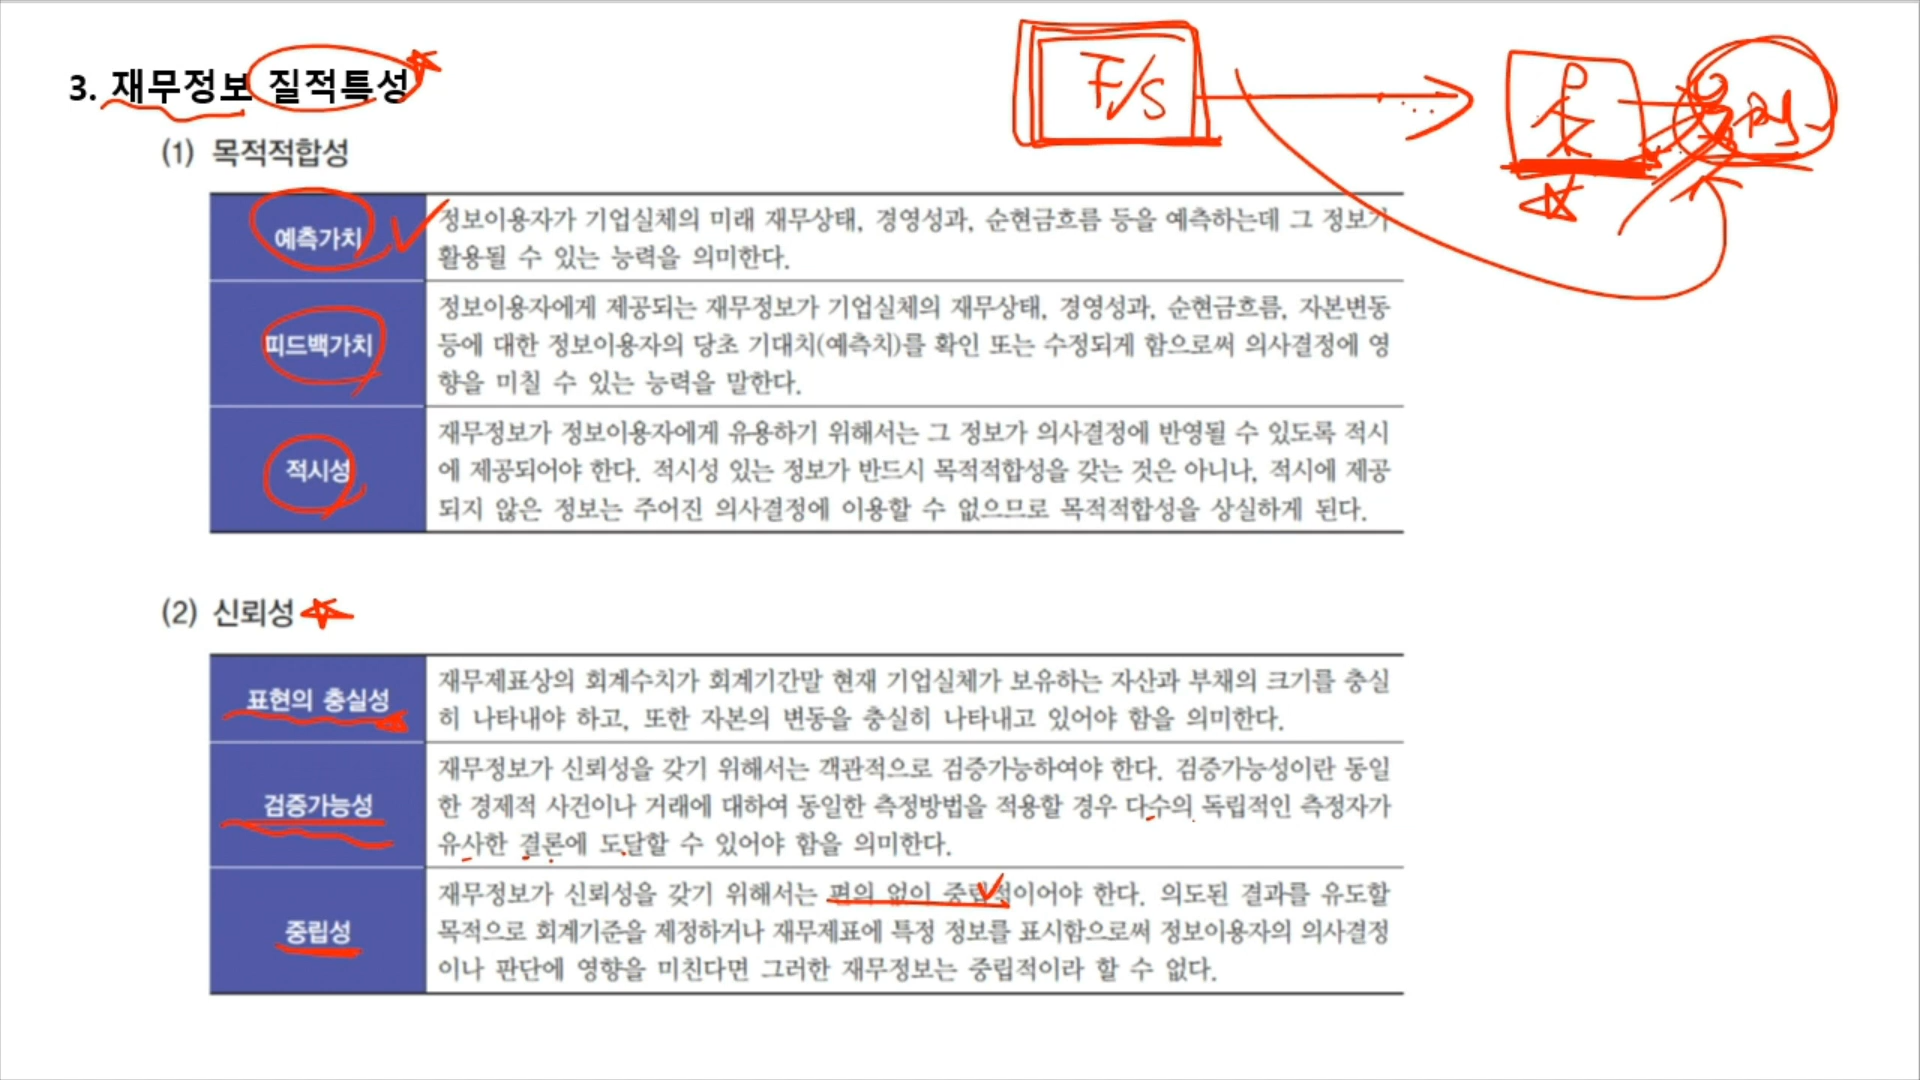 3. 재무정보 질적특성
F/S
(1) 목적적합성
예측가치
정보이용자가 기업실체의 미래 재무상태, 경영성과, 순현금흐름 등을 예측하는데 그 정보가
활용될 수 있는 능력을 의미한다.
피드백가치
정보이용자에게 제공되는 재무정보가 기업실체의 재무상태, 경영성과, 순현금흐름, 자본변동
등에 대한 정보이용자의 당초 기대치(예측치)를 확인 또는 수정되게 함으로써 의사결정에 영
향을 미칠 수 있는 능력을 말한다.
적시성
재무정보가 정보이용자에게 유용하기 위해서는 그 정보가 의사결정에 반영될 수 있도록 적시
에 제공되어야 한다. 적시성 있는 정보가 반드시 목적적합성을 갖는 것은 아니나, 적시에 제공
되지 않은 정보는 주어진 의사결정에 이용할 수 없으므로 목적적합성을 상실하게 된다.
(2) 신뢰성
표현의 충실성
재무제표상의 회계수치가 회계기간말 현재 기업실체가 보유하는 자산과 부채의 크기를 충실
히 나타내야 하고, 또한 자본의 변동을 충실히 나타내고 있어야 함을 의미한다.
검증가능성
재무정보가 신뢰성을 갖기 위해서는 객관적으로 검증가능하여야 한다. 검증가능성이란 동일
한 경제적 사건이나 거래에 대하여 동일한 측정방법을 적용할 경우 다수의 독립적인 측정자가
유사한 결론에 도달할 수 있어야 함을 의미한다.
중립성
재무정보가 신뢰성을 갖기 위해서는 편의 없이 중립적이어야 한다. 의도된 결과를 유도할
목적으로 회계기준을 제정하거나 재무제표에 특정 정보를 표시함으로써 정보이용자의 의사결정
이나 판단에 영향을 미친다면 그러한 재무정보는 중립적이라 할 수 없다.